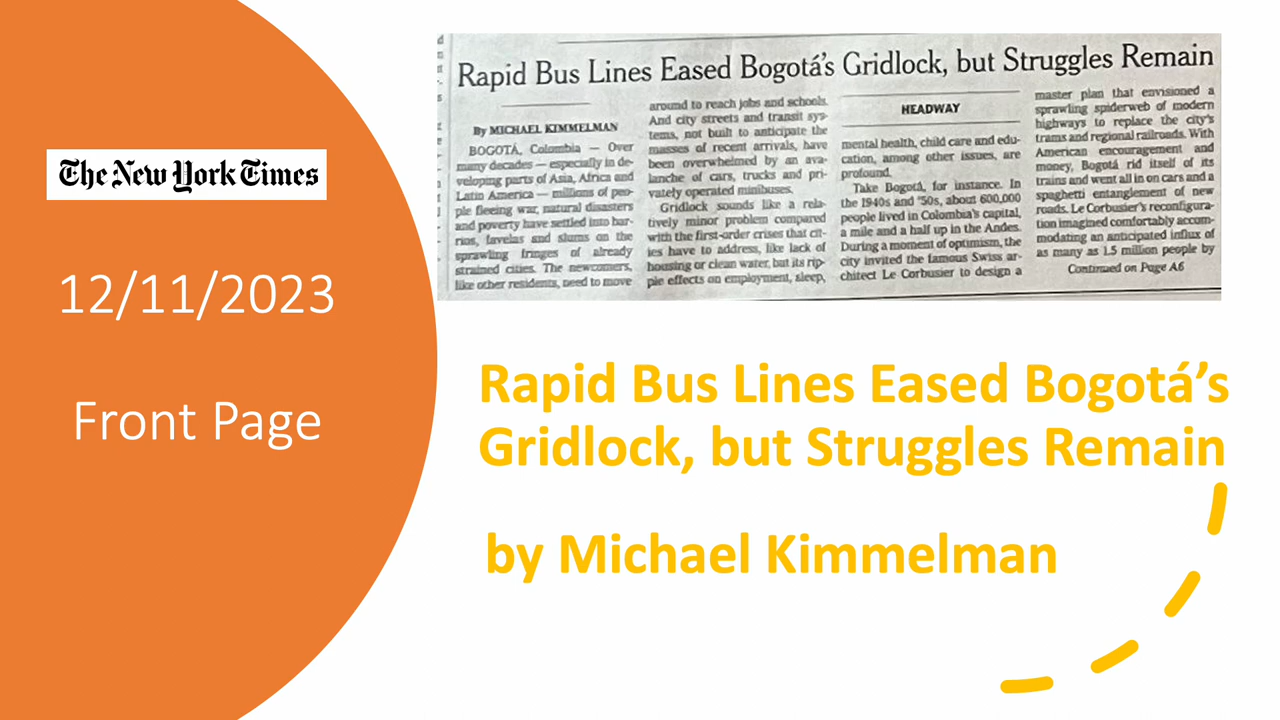 The New York Times
12/11/2023
Front Page
Rapid Bus Lines Eased Bogotá's Gridlock, but Struggles Remain
By MICHAEL KIMMELMAN
BOGOTÁ, Colombia — Over
many decades — especially in de-
veloping parts of Asia, Africa and
Latin America — millions of peo-
ple fleeing war, natural disasters
and poverty have settled into bar-
rios, favelas and slums on the
sprawling fringes of already
strained cities. The newcomers,
like other residents, need to move
around to reach jobs and schools.
And city streets and transit sys-
tems, not built to anticipate the
masses of recent arrivals, have
been overwhelmed by an ava-
lanche of cars, trucks and pri-
vately operated minibuses.
Gridlock sounds like a rela-
tively minor problem compared
with the first-order crises that cit-
ies have to address, like lack of
housing or clean water, but its rip-
ple effects on employment, sleep,
HEADWAY
mental health, child care and edu-
cation, among other issues, are
profound.
Take Bogotá, for instance. In
the 1940s and '50s, about 600,000
people lived in Colombia's capital,
a mile and a half up in the Andes.
During a moment of optimism, the
city invited the famous Swiss ar-
chitect Le Corbusier to design a
master plan that envisioned a
sprawling spiderweb of modern
highways to replace the city's
trams and regional railroads. With
American encouragement and
money, Bogotá rid itself of its
trains and went all in on cars and a
spaghetti entanglement of new
roads. Le Corbusier's reconfigura-
tion imagined comfortably accom-
modating an anticipated influx of
as many as 1.5 million people by
Continued on Page A6
Rapid Bus Lines Eased Bogotá's
Gridlock, but Struggles Remain
by Michael Kimmelman